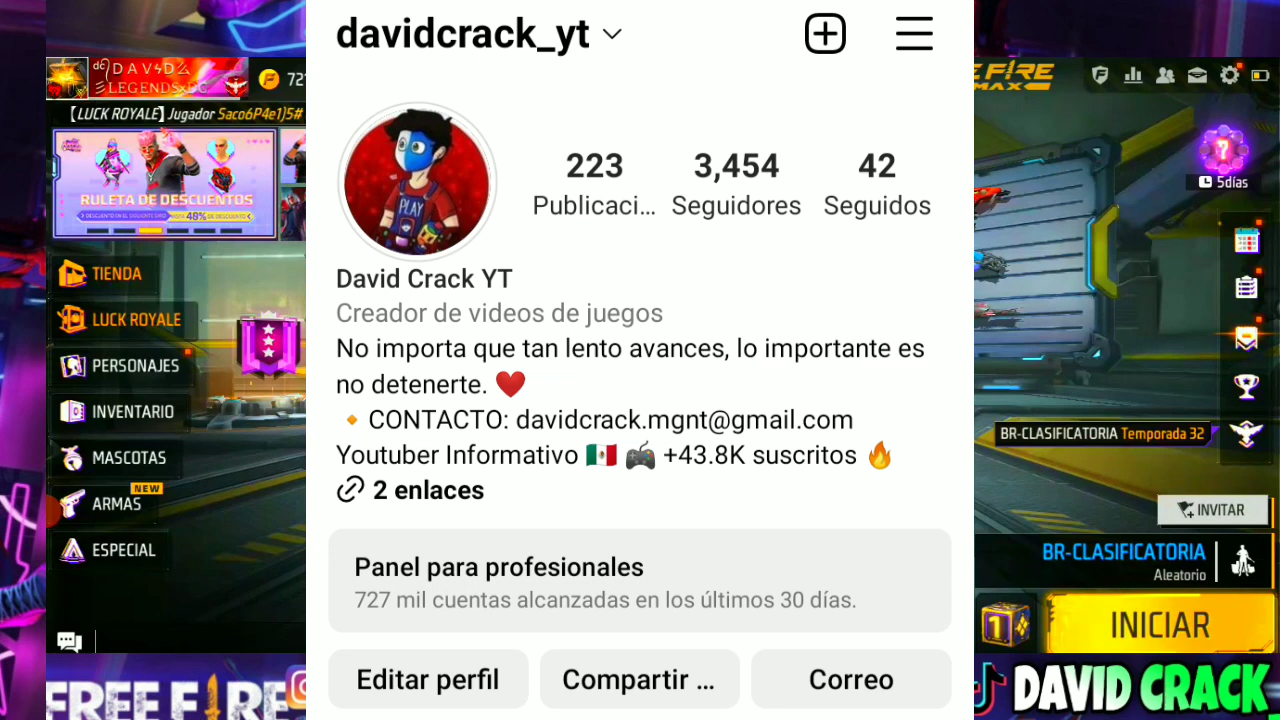 davidcrack_yt
223
3,454
42
Publicaci...
Seguidores
Seguidos
PLAY
David Crack YT
Creador de videos de juegos
No importa que tan lento avances, lo importante es
no detenerte. ❤️
🔸 CONTACTO: davidcrack.mgnt@gmail.com
Youtuber Informativo 🇲🇽 🎮 +43.8K suscritos 🔥
2 enlaces
Panel para profesionales
727 mil cuentas alcanzadas en los últimos 30 días.
Editar perfil
Compartir ...
Correo
【LUCK ROYALE】Jugador Saco6P4e1)5#
RULETA DE DESCUENTOS
TIENDA
LUCK ROYALE
PERSONAJES
INVENTARIO
MASCOTAS
NEW
ARMAS
ESPECIAL
FREE FIRE
E FIRE
MAX
?
5días
BR-CLASIFICATORIA Temporada 32
INVITAR
BR-CLASIFICATORIA
Aleatorio
1
INICIAR
DAVID CRACK_